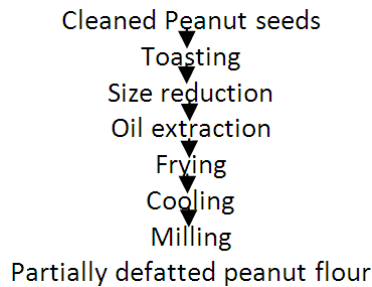 Cleaned Peanut seeds
Toasting
Size reduction
Oil extraction
Frying
Cooling
Milling
Partially defatted peanut flour